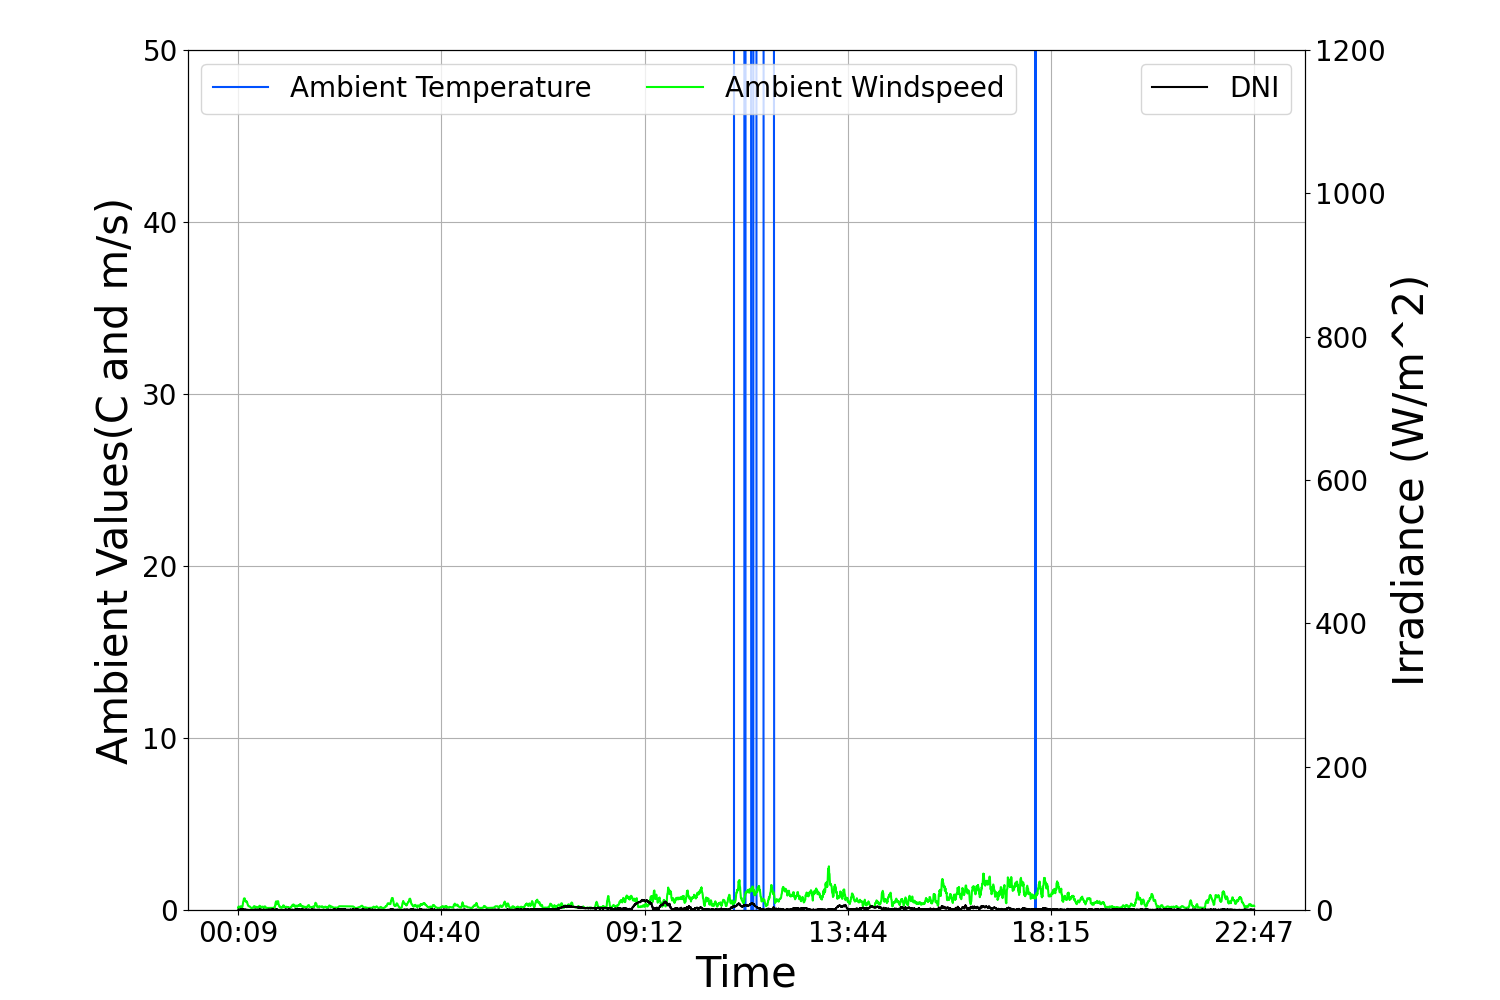 Ambient Temperature
Ambient Windspeed
DNI
Ambient Values(C and m/s)
50
40
30
20
10
0
1200
1000
800
600
400
200
0
Irradiance (W/m^2)
00:09 04:40 09:12 13:44 18:15 22:47
Time